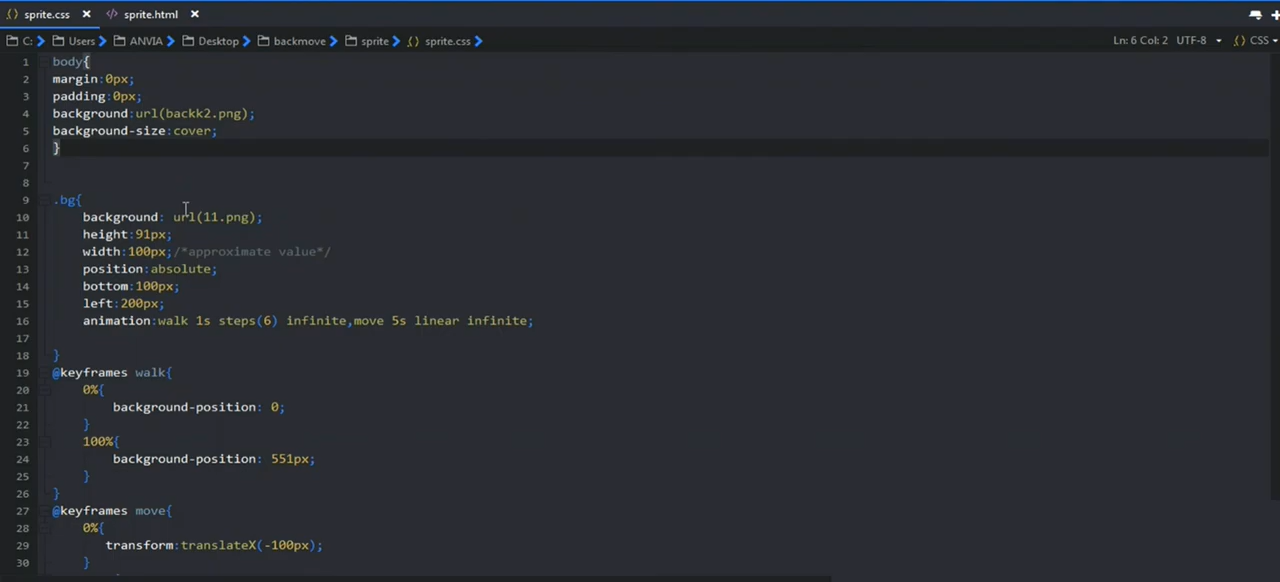 sprite.css sprite.html
C: Users ANVIA Desktop backmove sprite sprite.css Ln: 6 Col: 2 UTF-8 CSS
1 body{
2 margin:0px;
3 padding:0px;
4 background:url(backk2.png);
5 background-size:cover;
6 }
7
8
9 .bg{
10 background: url(11.png);
11 height:91px;
12 width:100px;/*approximate value*/
13 position:absolute;
14 bottom:100px;
15 left:200px;
16 animation:walk 1s steps(6) infinite,move 5s linear infinite;
17
18 }
19 @keyframes walk{
20 0%{
21 background-position: 0;
22 }
23 100%{
24 background-position: 551px;
25 }
26 }
27 @keyframes move{
28 0%{
29 transform:translateX(-100px);
30 }